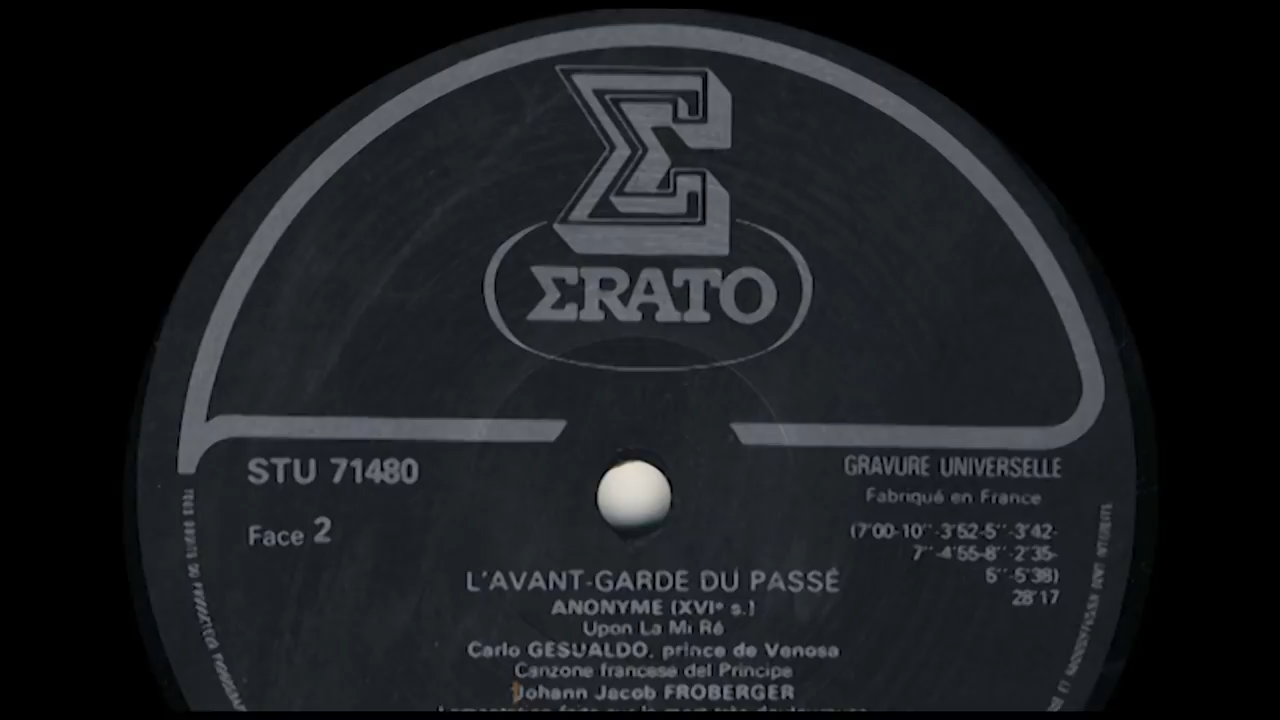 Σ
ΣRATO
STU 71480
Face 2
GRAVURE UNIVERSELLE
Fabriqué en France
(7'00-10''-3'52-5''-3'42-
7''-4'55-8''-2'35-
5''-5'38)
28'17
L'AVANT-GARDE DU PASSÉ
ANONYME (XVIe s.)
Upon La Mi Ré
Carlo GESUALDO, prince de Venosa
Canzone francese del Principe
Johann Jacob FROBERGER